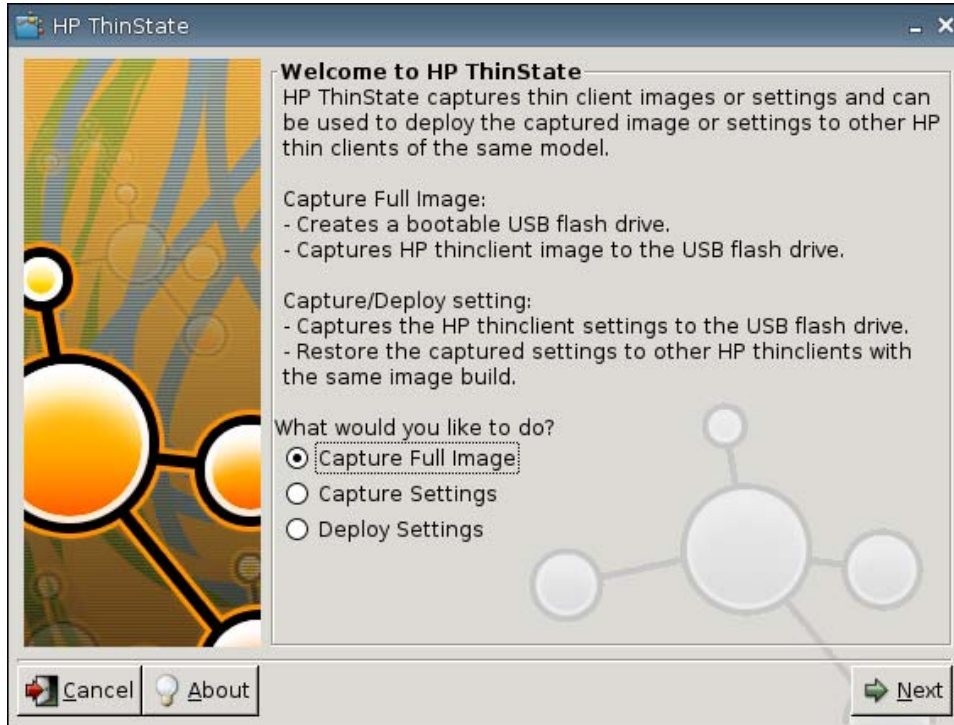 HP ThinState
Welcome to HP ThinState
HP ThinState captures thin client images or settings and can
be used to deploy the captured image or settings to other HP
thin clients of the same model.
Capture Full Image:
- Creates a bootable USB flash drive.
- Captures HP thinclient image to the USB flash drive.
Capture/Deploy setting:
- Captures the HP thinclient settings to the USB flash drive.
- Restore the captured settings to other HP thinclients with
the same image build.
What would you like to do?
Capture Full Image
Capture Settings
Deploy Settings
Cancel
About
Next